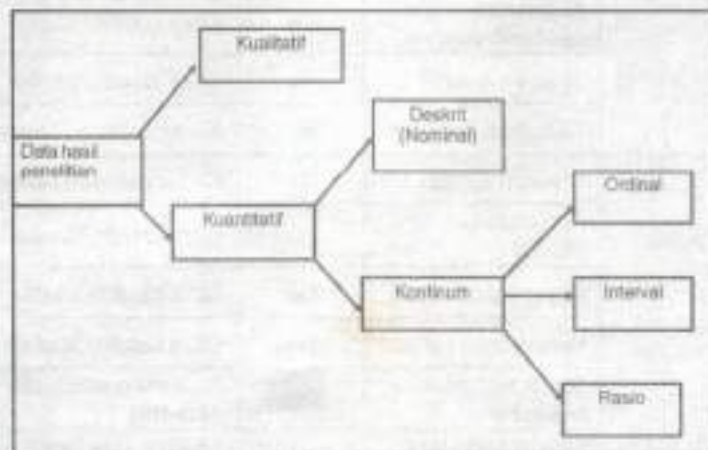 Kualitatif
Deskrit
(Nominal)
Data hasil
penelitian
Ordinal
Kuantitatif
Kontinum
Interval
Rasio